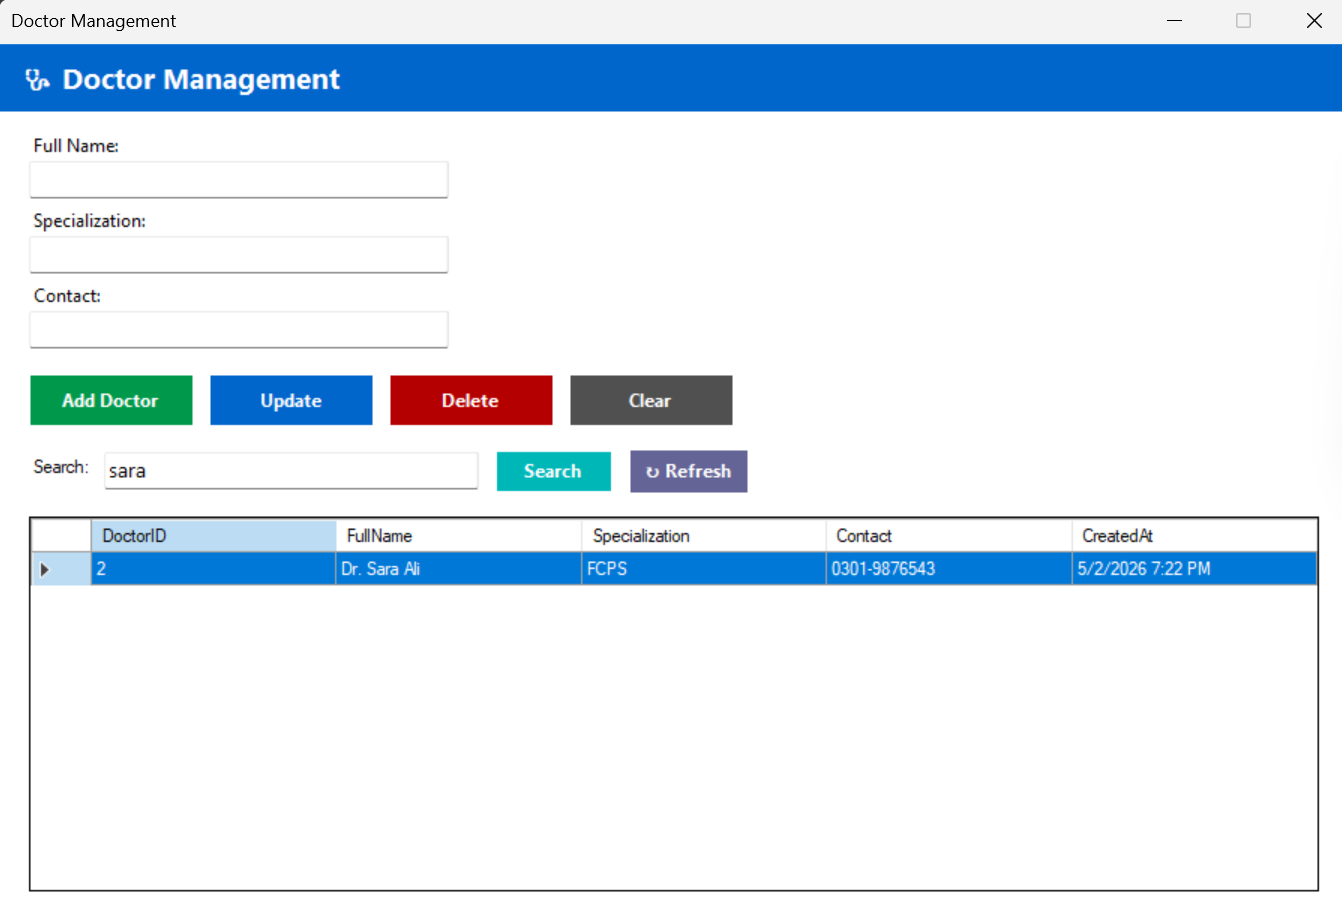 Doctor Management
Doctor Management
Full Name:
Specialization:
Contact:
Add Doctor Update Delete Clear
Search: sara Search ↻ Refresh
DoctorID FullName Specialization Contact CreatedAt
2 Dr. Sara Ali FCPS 0301-9876543 5/2/2026 7:22 PM